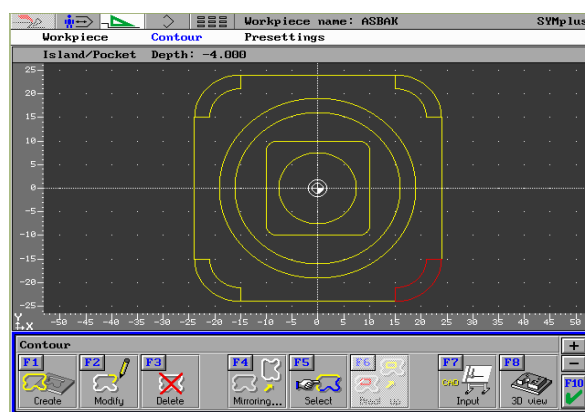 Workpiece name: ASBAK SYMplus
Workpiece Contour Presettings
Island/Pocket Depth: -4.000
25
20
15
10
5
0
-5
-10
-15
-20
-25
Y
X
-50 -45 -40 -35 -30 -25 -20 -15 -10 -5 0 5 10 15 20 25 30 35 40 45 50
Contour
F1 F2 F3 F4 F5 F6 F7 F8 F10
CAD
Create Modify Delete Mirroring... Select Input 3D view